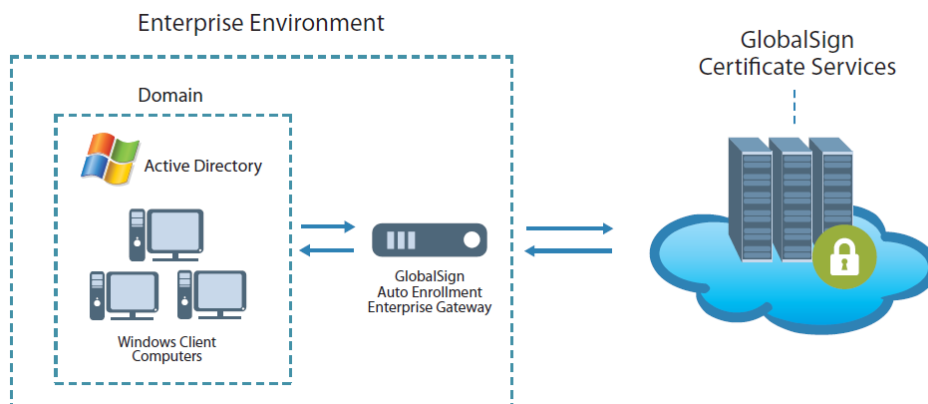 Enterprise Environment
GlobalSign
Certificate Services
Domain
Active Directory
GlobalSign
Auto Enrollment
Enterprise Gateway
Windows Client
Computers